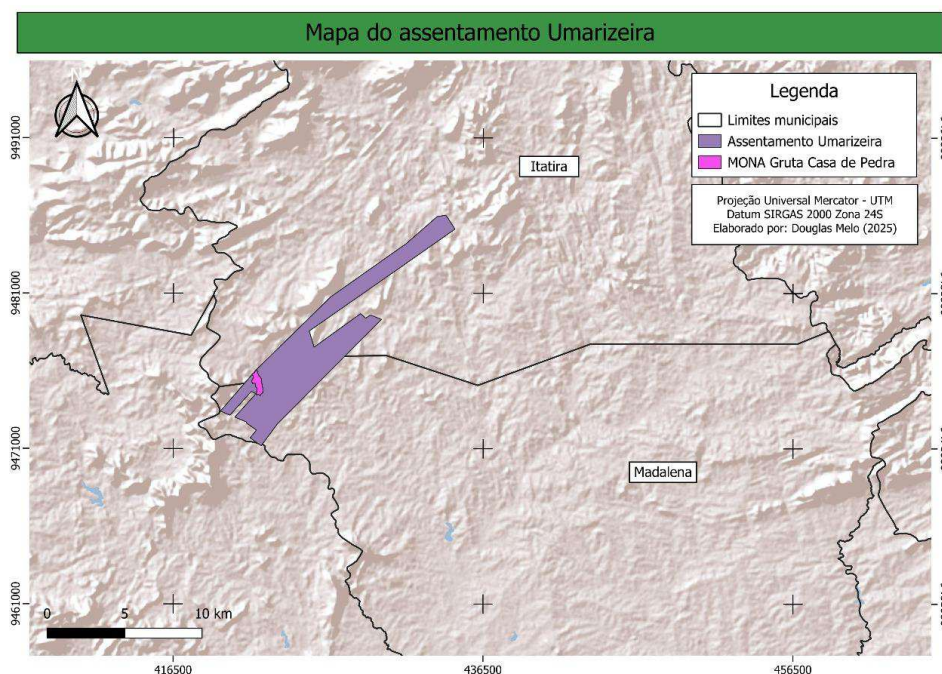 Mapa do assentamento Umarizeira
Legenda
Limites municipais
Assentamento Umarizeira
MONA Gruta Casa de Pedra
Projeção Universal Mercator - UTM
Datum SIRGAS 2000 Zona 24S
Elaborado por: Douglas Melo (2025)
Itatira
Madalena
9491000
9481000
9471000
9461000
0 5 10 km
416500 436500 456500